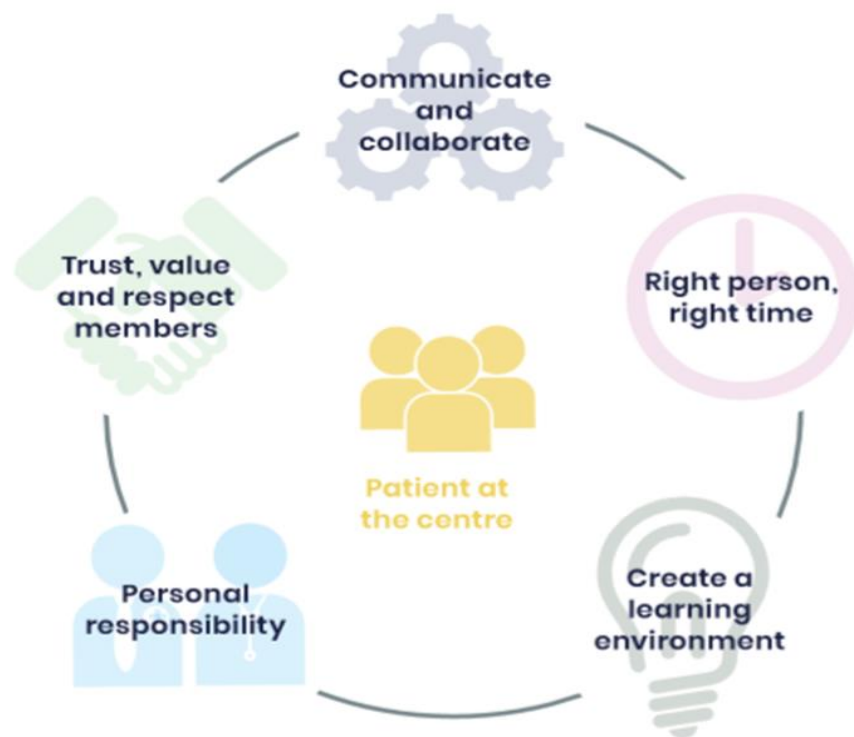 Communicate
and
collaborate
Right person,
right time
Create a
learning
environment
Personal
responsibility
Trust, value
and respect
members
Patient at
the centre